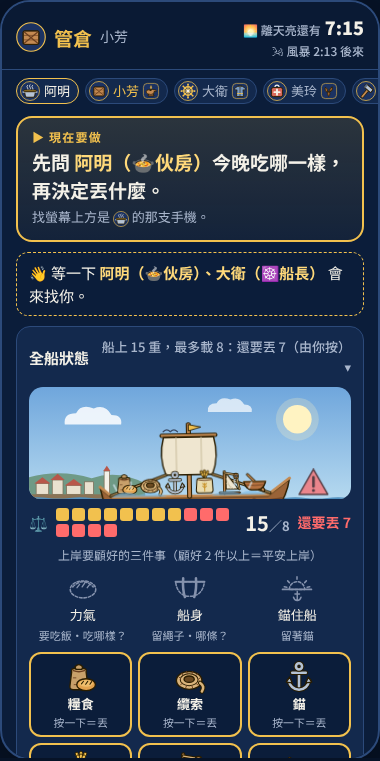 管倉 小芳
離天亮還有 7:15
風暴 2:13 後來
阿明 小芳 大衛 美玲
▶ 現在要做
先問 阿明（伙房）今晚吃哪一樣，
再決定丟什麼。
找螢幕上方是 的那支手機。
等一下 阿明（伙房）、大衛（船長） 會
來找你。
全船狀態 船上 15 重，最多載 8：還要丟 7（由你按）
▾
15／8 還要丟 7
上岸要顧好的三件事（顧好 2 件以上＝平安上岸）
力氣 船身 錨住船
要吃飯・吃哪樣？ 留繩子・哪條？ 留著錨
糧食 纜索 錨
按一下＝丟 按一下＝丟 按一下＝丟